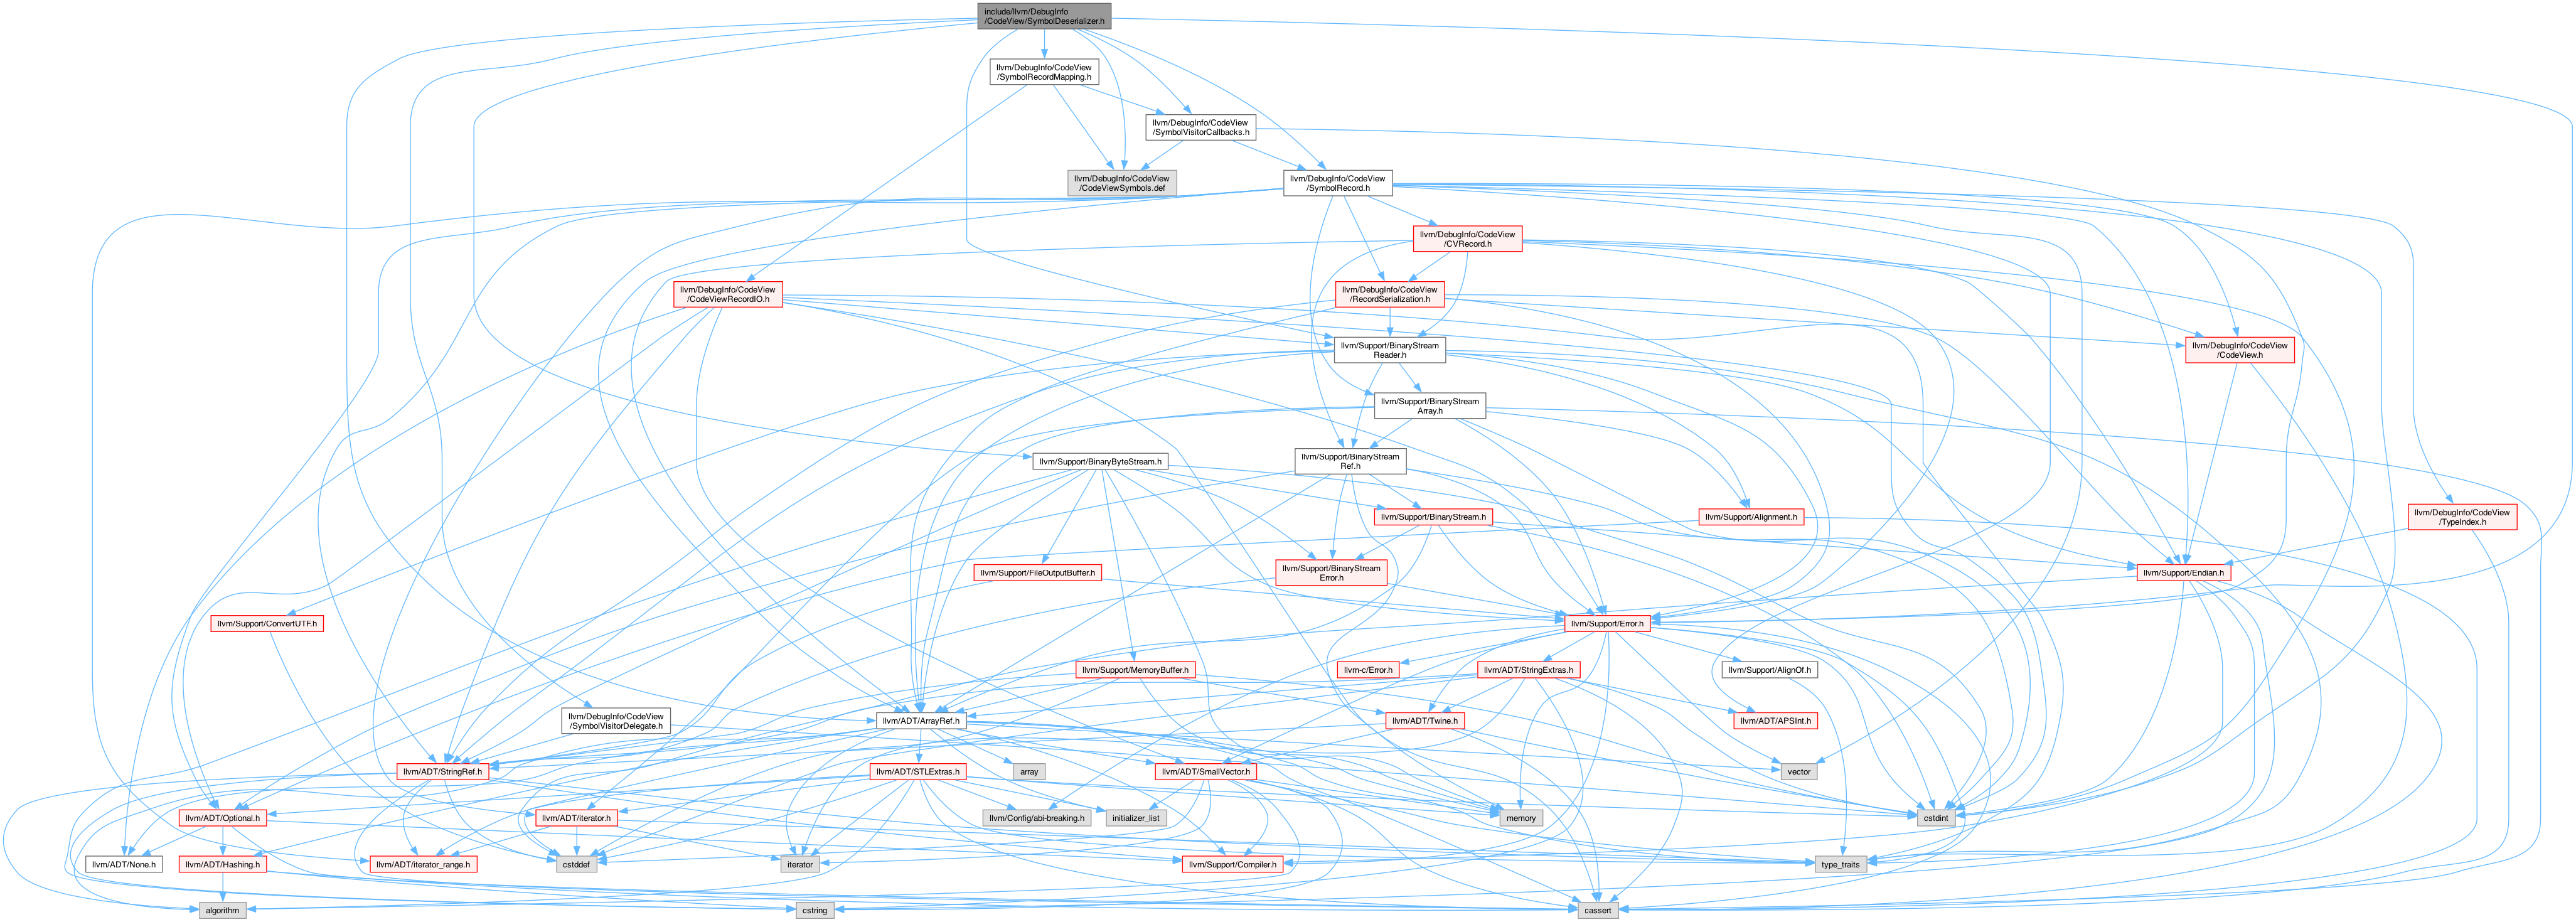 include/llvm/DebugInfo
/CodeView/SymbolDeserializer.h
llvm/DebugInfo/CodeView
/SymbolRecordMapping.h
llvm/DebugInfo/CodeView
/SymbolVisitorCallbacks.h
llvm/DebugInfo/CodeView
/CodeViewSymbols.def
llvm/DebugInfo/CodeView
/SymbolRecord.h
llvm/DebugInfo/CodeView
/CVRecord.h
llvm/DebugInfo/CodeView
/CodeViewRecordIO.h
llvm/DebugInfo/CodeView
/RecordSerialization.h
llvm/Support/BinaryStream
Reader.h
llvm/DebugInfo/CodeView
/CodeView.h
llvm/Support/BinaryStream
Array.h
llvm/Support/BinaryByteStream.h
llvm/Support/BinaryStream
Ref.h
llvm/Support/BinaryStream.h
llvm/Support/Alignment.h
llvm/DebugInfo/CodeView
/TypeIndex.h
llvm/Support/FileOutputBuffer.h
llvm/Support/BinaryStream
Error.h
llvm/Support/Endian.h
llvm/Support/ConvertUTF.h
llvm/Support/Error.h
llvm/Support/MemoryBuffer.h
llvm-c/Error.h
llvm/ADT/StringExtras.h
llvm/Support/AlignOf.h
llvm/DebugInfo/CodeView
/SymbolVisitorDelegate.h
llvm/ADT/ArrayRef.h
llvm/ADT/Twine.h
llvm/ADT/APSInt.h
llvm/ADT/StringRef.h
llvm/ADT/STLExtras.h
array
llvm/ADT/SmallVector.h
vector
llvm/ADT/Optional.h
llvm/ADT/iterator.h
llvm/Config/abi-breaking.h
initializer_list
memory
cstdint
llvm/ADT/None.h
llvm/ADT/Hashing.h
llvm/ADT/iterator_range.h
cstddef
iterator
llvm/Support/Compiler.h
type_traits
algorithm
cstring
cassert